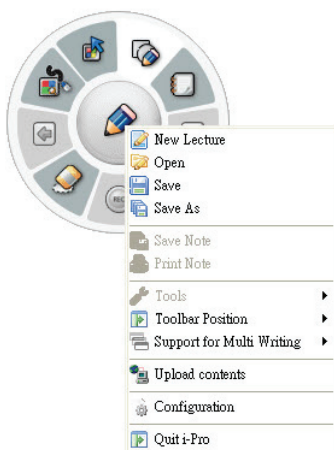 REC
New Lecture
Open
Save
Save As
Save Note
Print Note
Tools
Toolbar Position
Support for Multi Writing
Upload contents
Configuration
Quit i-Pro